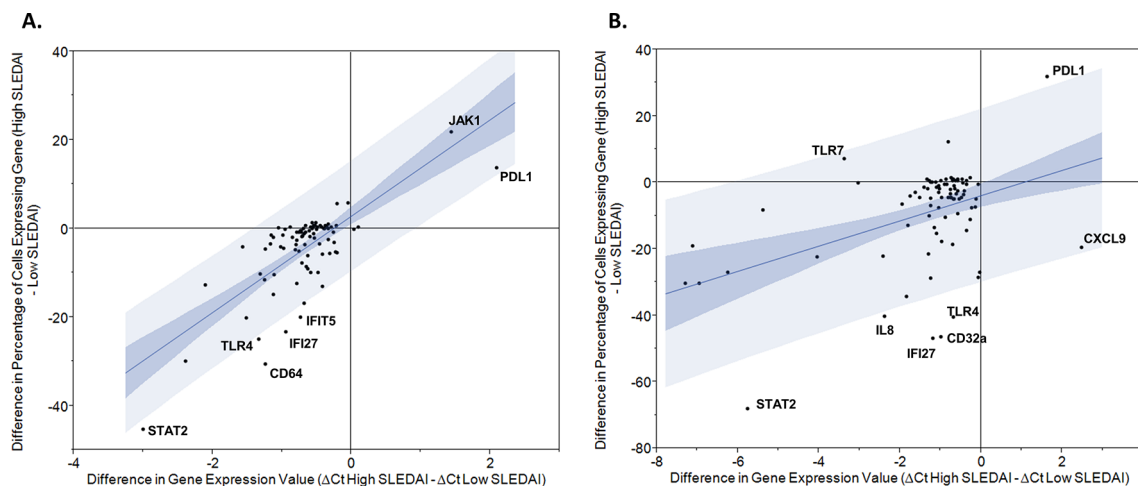 A.
Difference in Percentage of Cells Expressing Gene (High SLEDAI
- Low SLEDAI)
40
20
0
-20
-40
JAK1
PDL1
IFIT5
IFI27
TLR4
CD64
STAT2
-4
-2
0
2
Difference in Gene Expression Value (ΔCt High SLEDAI - ΔCt Low SLEDAI)
B.
Difference in Percentage of Cells Expressing Gene (High SLEDAI
- Low SLEDAI)
40
20
0
-20
-40
-60
-80
PDL1
TLR7
CXCL9
TLR4
IL8
CD32a
IFI27
STAT2
-8
-6
-4
-2
0
2
Difference in Gene Expression Value (ΔCt High SLEDAI - ΔCt Low SLEDAI)